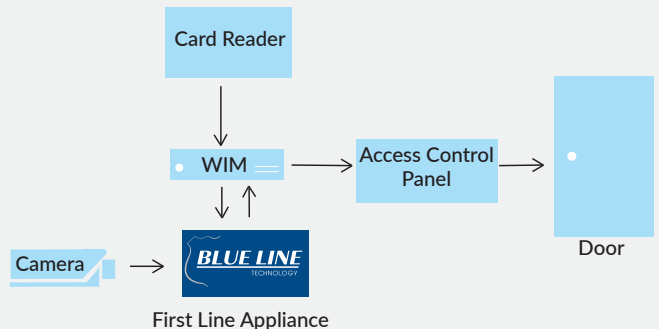 Card Reader
WIM
Access Control
Panel
Door
Camera
BLUE LINE
TECHNOLOGY
First Line Appliance